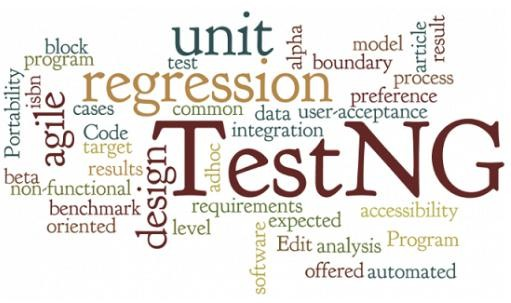 unit
alpha
model
article
result
block
program
test
boundary
process
Portability
isbn
agile
regression
preference
cases
common
data
user-acceptance
Code
target
results
integration
TestNG
design
adhoc
beta
non-functional
benchmark
oriented
requirements
accessibility
level
expected
software
Edit
analysis
Program
offered
automated